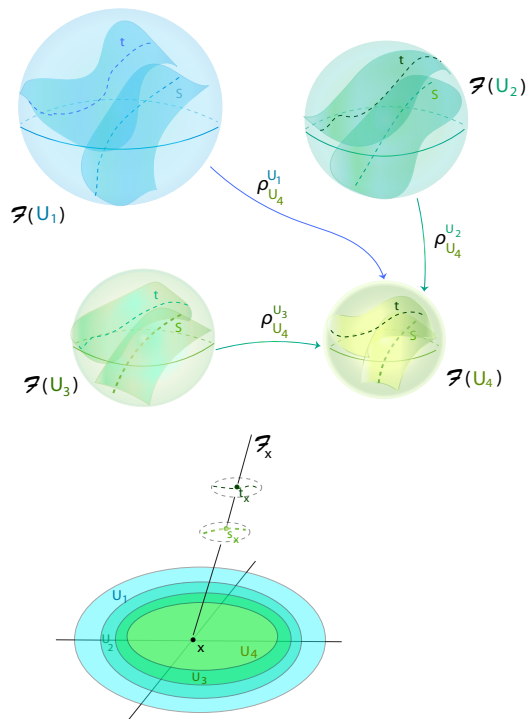 t
S
ℱ(U₁)
t
S
ℱ(U₂)
ρ^{U₁}_{U₄}
ρ^{U₂}_{U₄}
t
S
ℱ(U₃)
ρ^{U₃}_{U₄}
t
S
ℱ(U₄)
ℱₓ
tₓ
sₓ
U₁
U₂
x
U₄
U₃